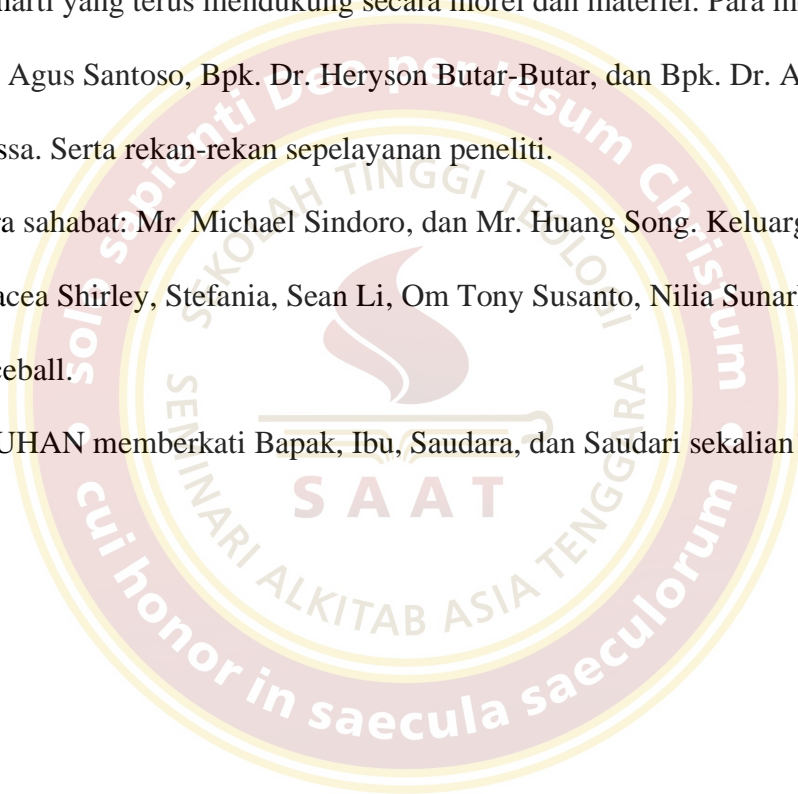 marti yang terus mendukung secara morel dan materiel. Para m
Agus Santoso, Bpk. Dr. Heryson Butar-Butar, dan Bpk. Dr. A
ssa. Serta rekan-rekan sepelayanan peneliti.
a sahabat: Mr. Michael Sindoro, dan Mr. Huang Song. Keluarg
acea Shirley, Stefania, Sean Li, Om Tony Susanto, Nilia Sunar
ceball.
UHAN memberkati Bapak, Ibu, Saudara, dan Saudari sekalian
solo sapienti Deo per Iesum Christum
cui honor in saecula saeculorum
SEKOLAH TINGGI TEOLOGI
SEMINARI ALKITAB ASIA TENGGARA
SAAT